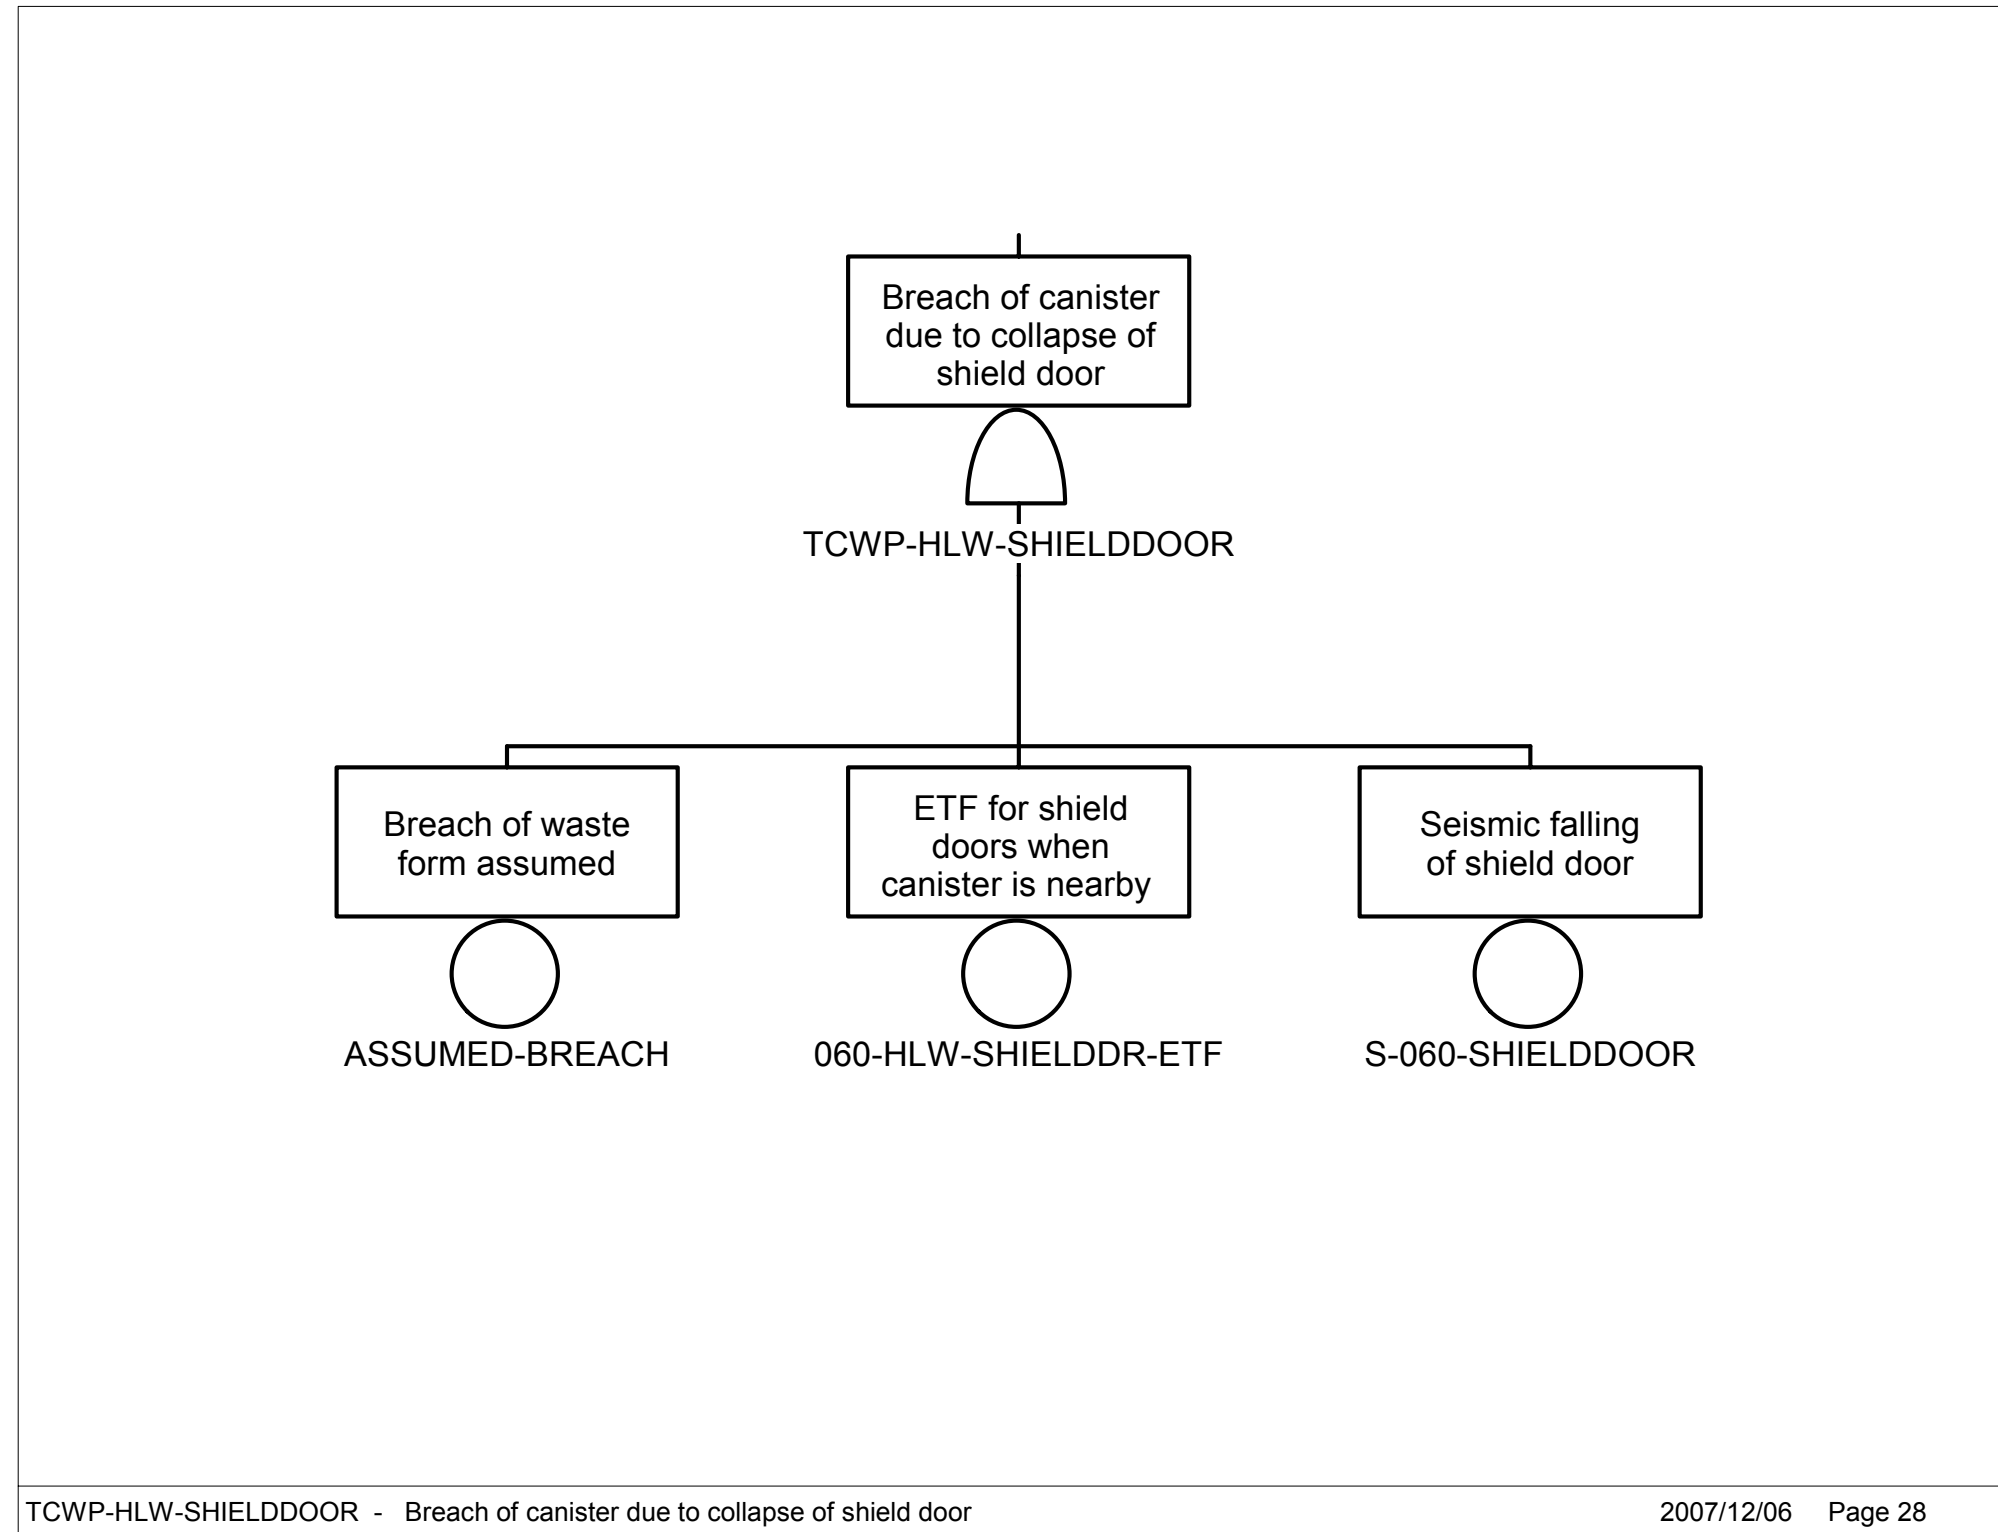 Breach of canister
due to collapse of
shield door
TCWP-HLW-SHIELDDOOR
Breach of waste
form assumed
ASSUMED-BREACH
ETF for shield
doors when
canister is nearby
060-HLW-SHIELDDR-ETF
Seismic falling
of shield door
S-060-SHIELDDOOR
TCWP-HLW-SHIELDDOOR - Breach of canister due to collapse of shield door 2007/12/06 Page 28